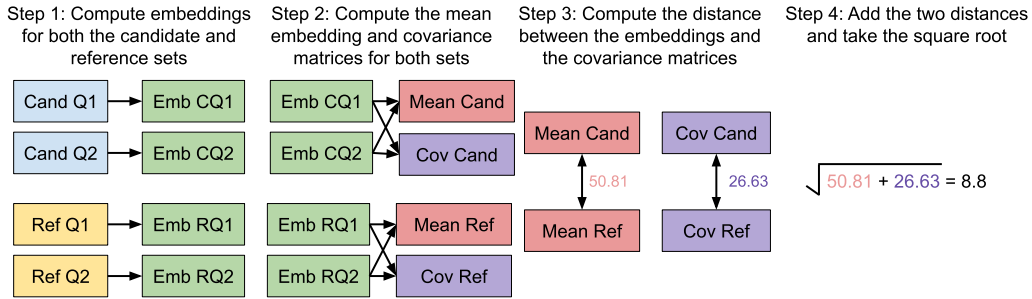 Step 1: Compute embeddings
for both the candidate and
reference sets
Step 2: Compute the mean
embedding and covariance
matrices for both sets
Step 3: Compute the distance
between the embeddings and
the covariance matrices
Step 4: Add the two distances
and take the square root
Cand Q1
Emb CQ1
Cand Q2
Emb CQ2
Ref Q1
Emb RQ1
Ref Q2
Emb RQ2
Emb CQ1
Mean Cand
Emb CQ2
Cov Cand
Emb RQ1
Mean Ref
Emb RQ2
Cov Ref
Mean Cand
Cov Cand
50.81
26.63
Mean Ref
Cov Ref
√50.81 + 26.63 = 8.8